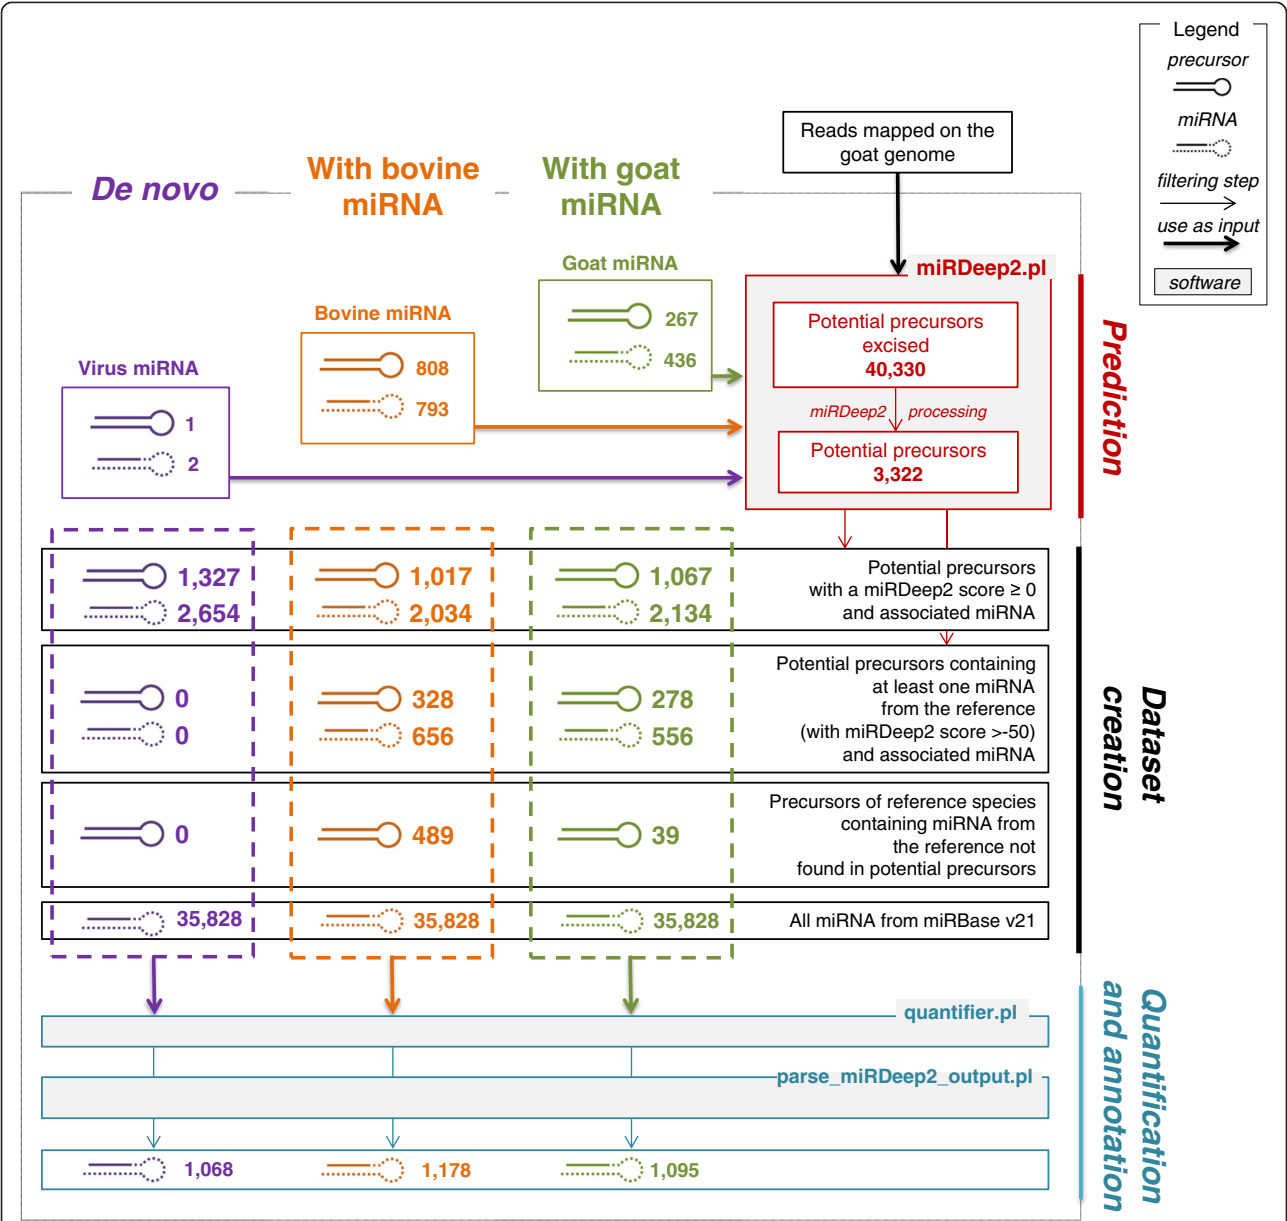 Legend
precursor
miRNA
filtering step
use as input
software
Reads mapped on the
goat genome
De novo
With bovine
miRNA
With goat
miRNA
Goat miRNA
267
436
Bovine miRNA
808
793
Virus miRNA
1
2
miRDeep2.pl
Potential precursors
excised
40,330
miRDeep2 processing
Potential precursors
3,322
Prediction
1,327
2,654
1,017
2,034
1,067
2,134
Potential precursors
with a miRDeep2 score ≥ 0
and associated miRNA
0
0
328
656
278
556
Potential precursors containing
at least one miRNA
from the reference
(with miRDeep2 score >-50)
and associated miRNA
0
489
39
Precursors of reference species
containing miRNA from
the reference not
found in potential precursors
35,828
35,828
35,828
All miRNA from miRBase v21
Dataset
creation
quantifier.pl
parse_miRDeep2_output.pl
1,068
1,178
1,095
Quantification
and annotation